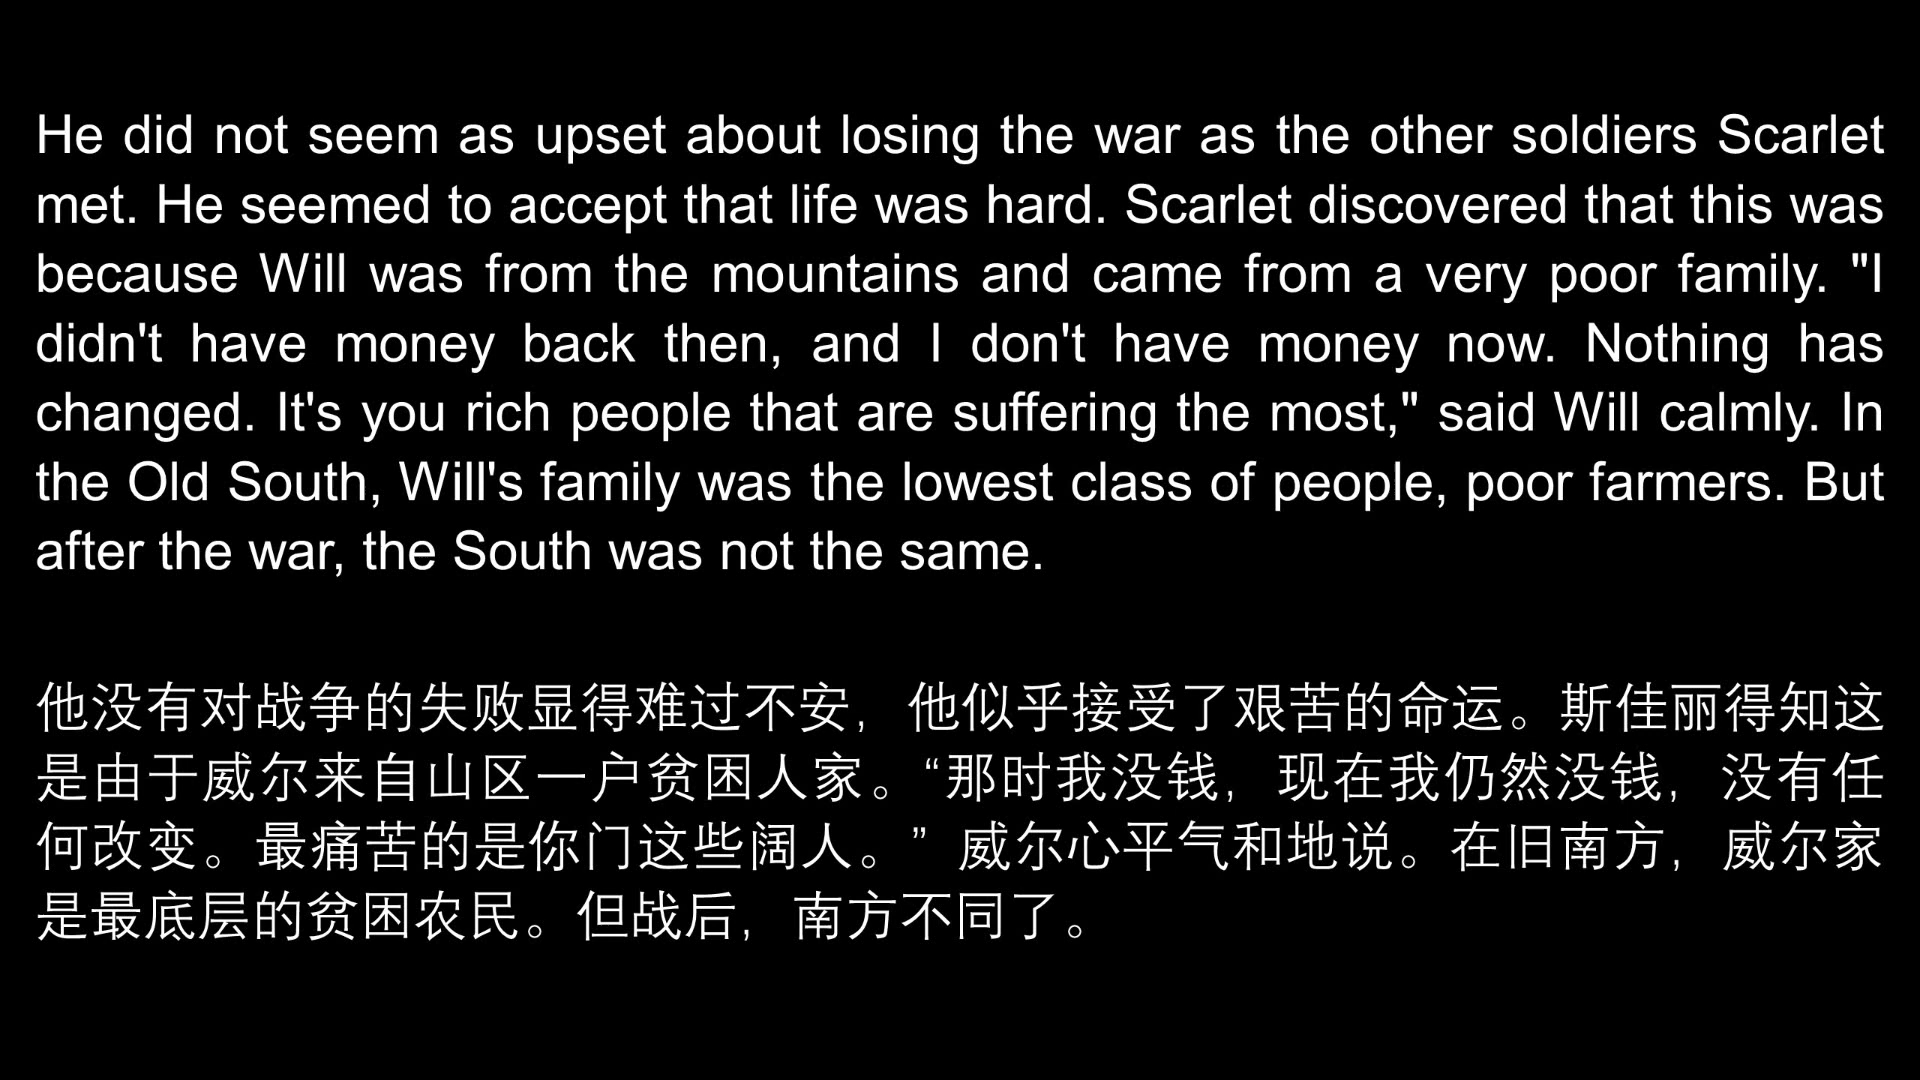 He did not seem as upset about losing the war as the other soldiers Scarlet
met. He seemed to accept that life was hard. Scarlet discovered that this was
because Will was from the mountains and came from a very poor family. "I
didn't have money back then, and I don't have money now. Nothing has
changed. It's you rich people that are suffering the most," said Will calmly. In
the Old South, Will's family was the lowest class of people, poor farmers. But
after the war, the South was not the same.
他没有对战争的失败显得难过不安，他似乎接受了艰苦的命运。斯佳丽得知这
是由于威尔来自山区一户贫困人家。“那时我没钱，现在我仍然没钱，没有任
何改变。最痛苦的是你门这些阔人。” 威尔心平气和地说。在旧南方，威尔家
是最底层的贫困农民。但战后，南方不同了。